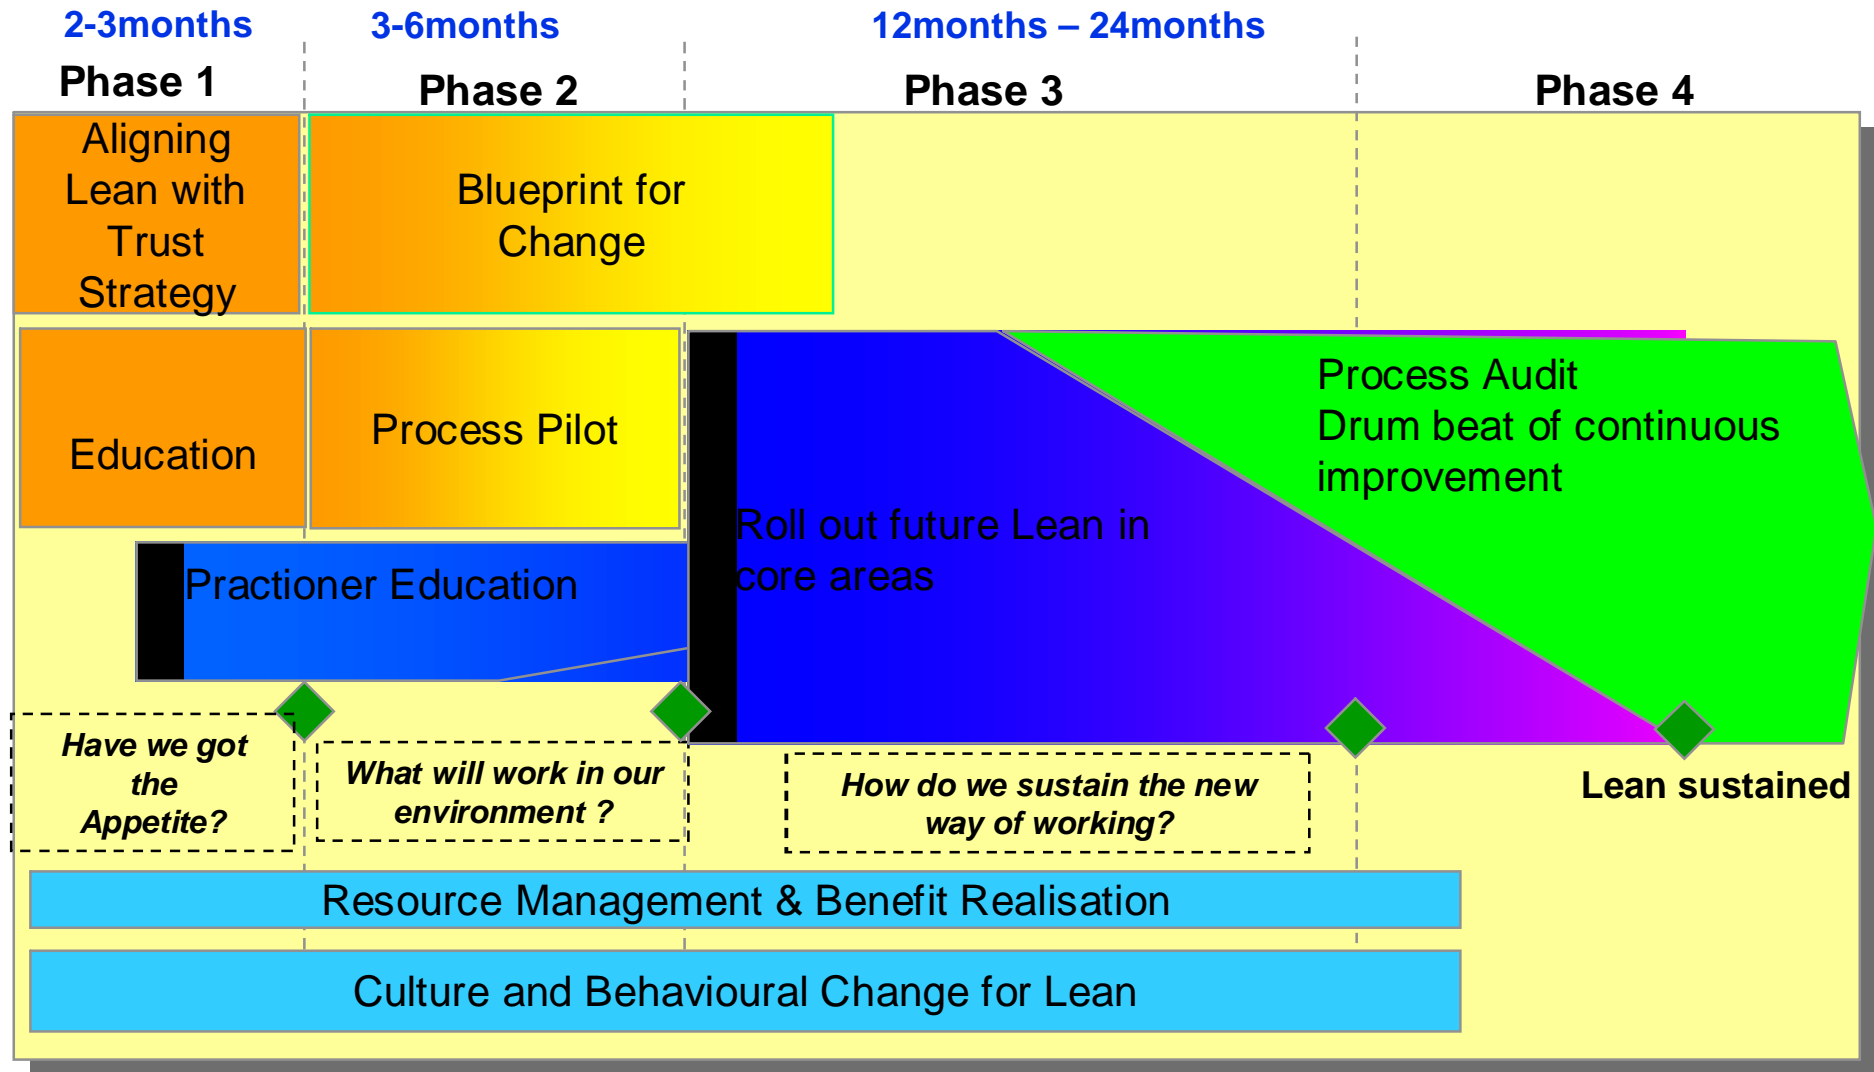 2-3months
3-6months
12months – 24months
Phase 1
Phase 2
Phase 3
Phase 4
Aligning
Lean with
Trust
Strategy
Blueprint for
Change
Education
Process Pilot
Process Audit
Drum beat of continuous
improvement
Roll out future Lean in
core areas
Practioner Education
Have we got
the
Appetite?
What will work in our
environment ?
How do we sustain the new
way of working?
Lean sustained
Resource Management & Benefit Realisation
Culture and Behavioural Change for Lean